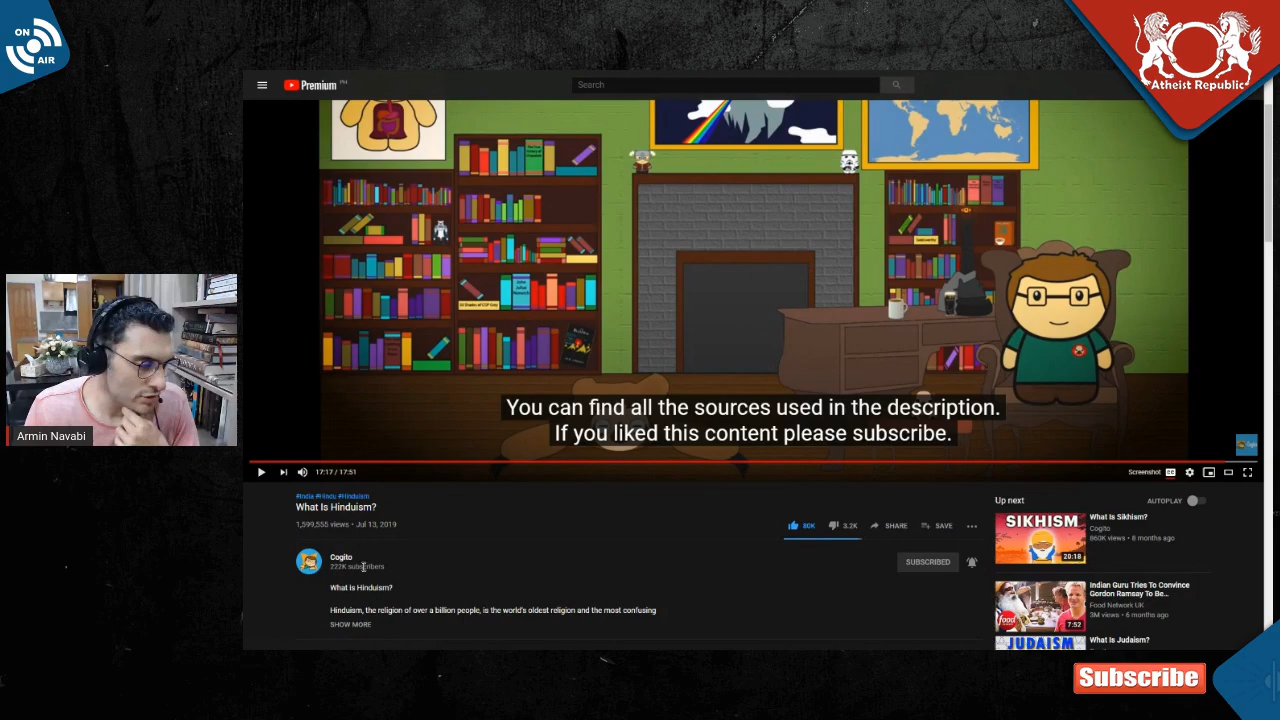 ON
AIR
Atheist Republic
Premium
PH
Search
You can find all the sources used in the description.
If you liked this content please subscribe.
Armin Navabi
17:17 / 17:51
Screenshot
CC
#India #Hindu #Hinduism
What Is Hinduism?
1,599,555 views • Jul 13, 2019
80K
3.2K
SHARE
SAVE
Cogito
222K subscribers
SUBSCRIBED
What is Hinduism?
Hinduism, the religion of over a billion people, is the world's oldest religion and the most confusing
SHOW MORE
Up next
AUTOPLAY
SIKHISM
20:18
What Is Sikhism?
Cogito
860K views • 8 months ago
food
7:52
Indian Guru Tries To Convince
Gordon Ramsay To Be...
Food Network UK
3M views • 6 months ago
JUDAISM
What Is Judaism?
Subscribe